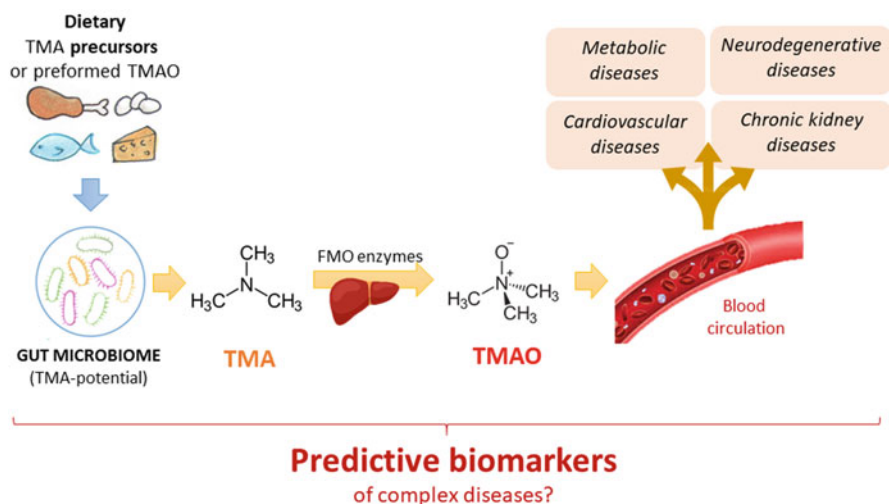 Dietary
TMA precursors
or preformed TMAO
GUT MICROBIOME
(TMA-potential)
CH₃
N
H₃C
CH₃
TMA
FMO enzymes
O⁻
N⁺
H₃C
CH₃
CH₃
TMAO
Blood
circulation
Metabolic
diseases
Neurodegenerative
diseases
Cardiovascular
diseases
Chronic kidney
diseases
Predictive biomarkers
of complex diseases?